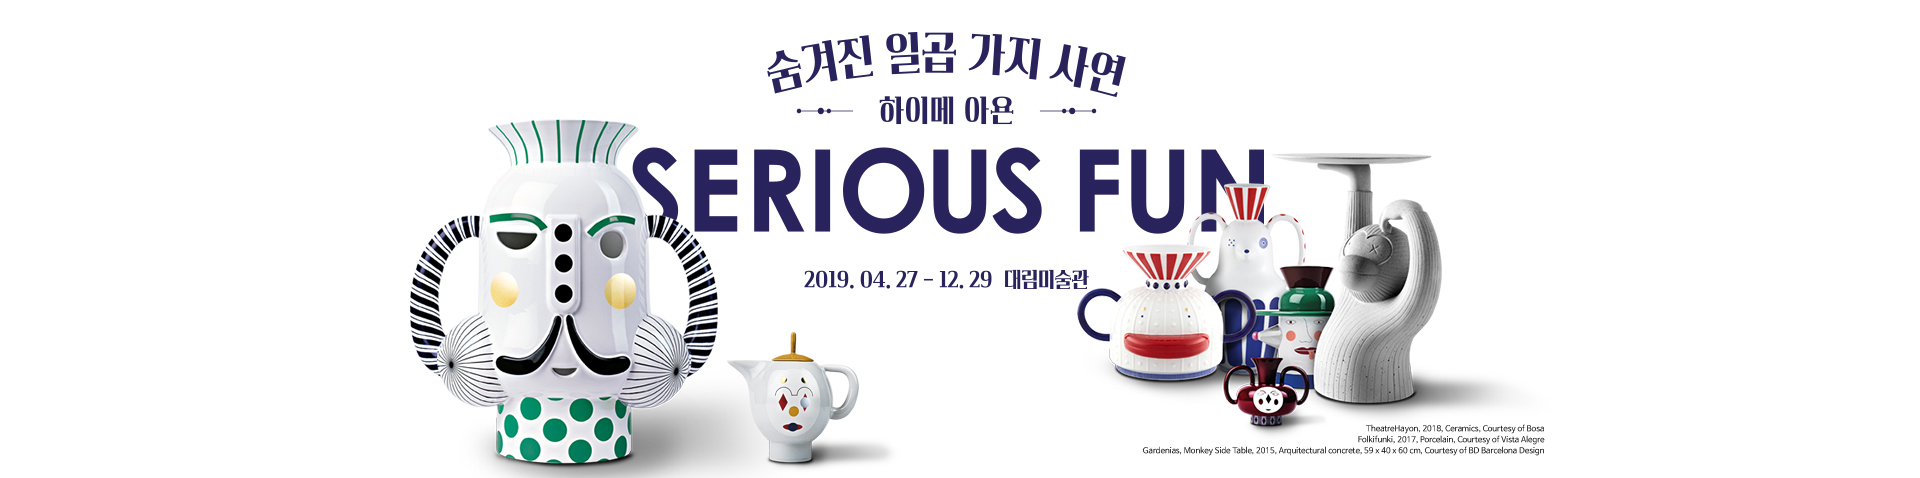 숨겨진 일곱 가지 사연
하이메 아욘
SERIOUS FUN
2019. 04. 27 - 12. 29 대림미술관
TheatreHayon, 2018, Ceramics, Courtesy of Bosa
Folkifunki, 2017, Porcelain, Courtesy of Vista Alegre
Gardenias, Monkey Side Table, 2015, Arquitectural concrete, 59 x 40 x 60 cm, Courtesy of BD Barcelona Design